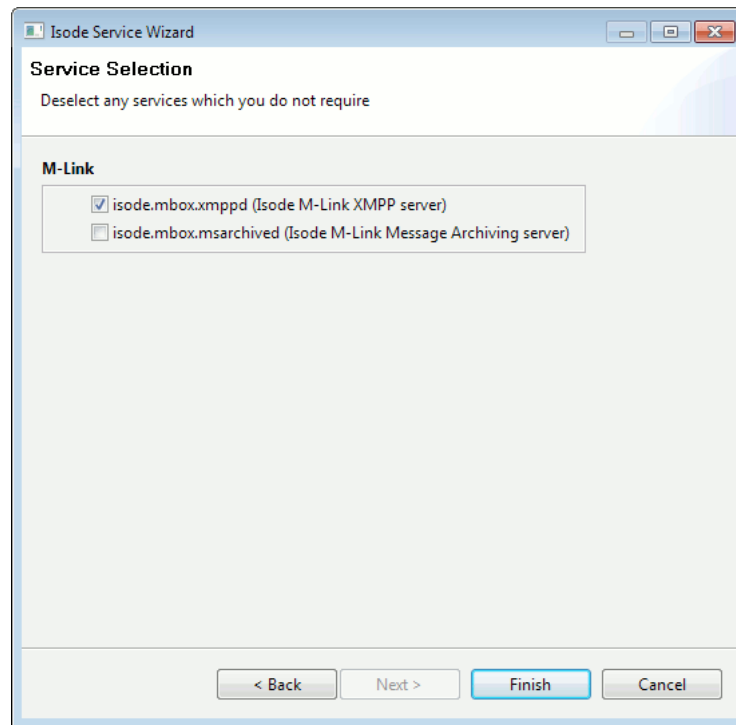 Isode Service Wizard
Service Selection
Deselect any services which you do not require
M-Link
isode.mbox.xmppd (Isode M-Link XMPP server)
isode.mbox.msarchived (Isode M-Link Message Archiving server)
< Back Next > Finish Cancel